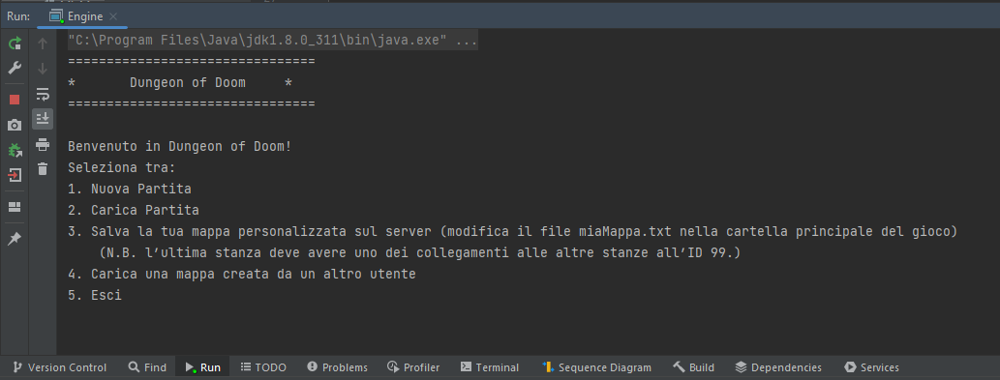 Run: Engine
"C:\Program Files\Java\jdk1.8.0_311\bin\java.exe" ...
================================
*       Dungeon of Doom     *
================================
Benvenuto in Dungeon of Doom!
Seleziona tra:
1. Nuova Partita
2. Carica Partita
3. Salva la tua mappa personalizzata sul server (modifica il file miaMappa.txt nella cartella principale del gioco)
(N.B. l’ultima stanza deve avere uno dei collegamenti alle altre stanze all’ID 99.)
4. Carica una mappa creata da un altro utente
5. Esci
Version Control Find Run TODO Problems Profiler Terminal Sequence Diagram Build Dependencies Services